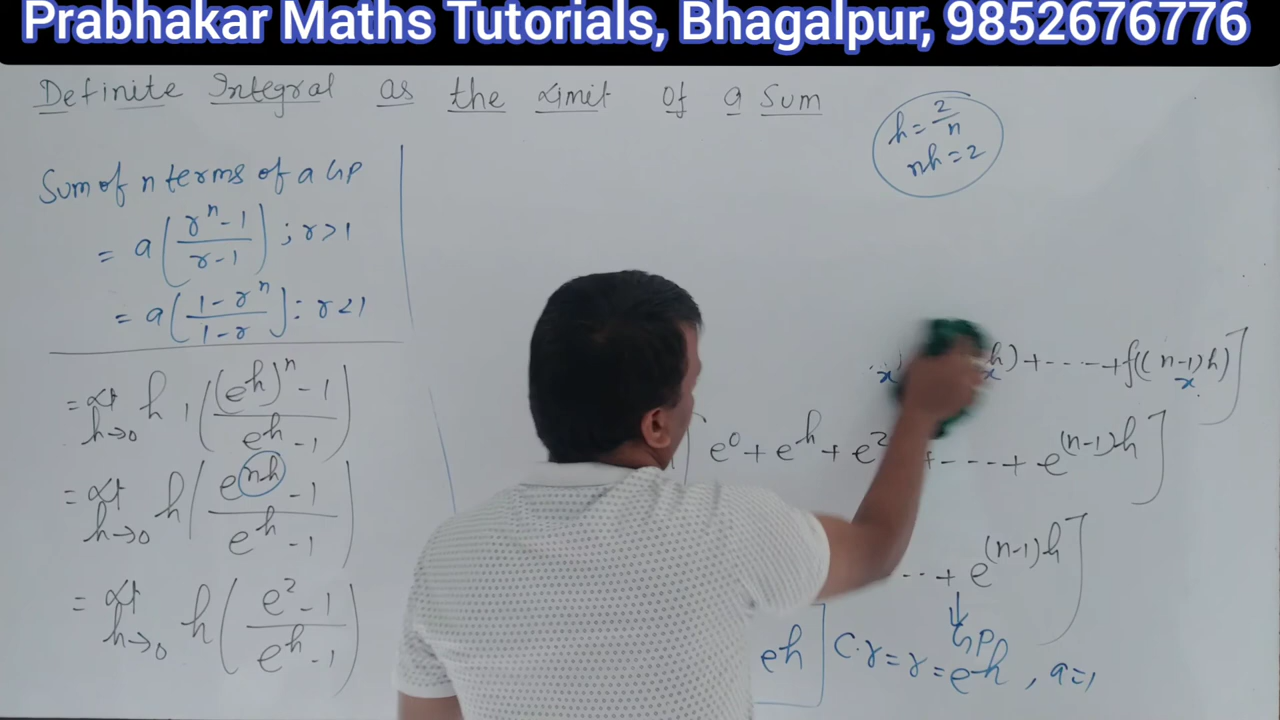 Prabhakar Maths Tutorials, Bhagalpur, 9852676776
Definite Integral as the Limit of a Sum
h = 2/n
nh = 2
Sum of n terms of a GP
= a((r^n - 1)/(r - 1)) ; r > 1
= a((1 - r^n)/(1 - r)) : r < 1
= Lt h→0 h 1(((e^h)^n - 1)/(e^h - 1))
= Lt h→0 h((e^nh - 1)/(e^h - 1))
= Lt h→0 h((e^2 - 1)/(e^h - 1))
h) + ---- + f((n-1)h)]
x x x
e^0 + e^h + e^2 + ---- + e^(n-1)h]
-- + e^(n-1)h]
↓
GP
e^h C.r = r = e^h , a = 1